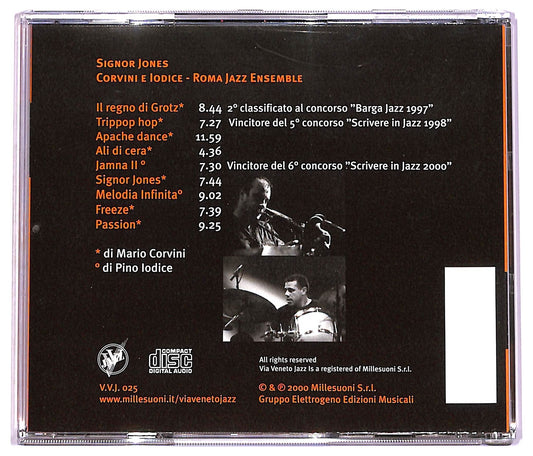 SIGNOR JONES
CORVINI E IODICE - ROMA JAZZ ENSEMBLE
Il regno di Grotz* 8.44 2° classificato al concorso "Barga Jazz 1997"
Trippop hop* 7.27 Vincitore del 5° concorso "Scrivere in Jazz 1998"
Apache dance* 11.59
Ali di cera* 4.36
Jamna II ° 7.30 Vincitore del 6° concorso "Scrivere in Jazz 2000"
Signor Jones* 7.44
Melodia Infinita° 9.02
Freeze* 7.39
Passion* 9.25
* di Mario Corvini
° di Pino Iodice
COMPACT
disc
DIGITAL AUDIO
All rights reserved
Via Veneto Jazz Is a registered of Millesuoni S.r.l.
V.V.J. 025
www.millesuoni.it/viavenetojazz
© & ℗ 2000 Millesuoni S.r.l.
Gruppo Elettrogeno Edizioni Musicali